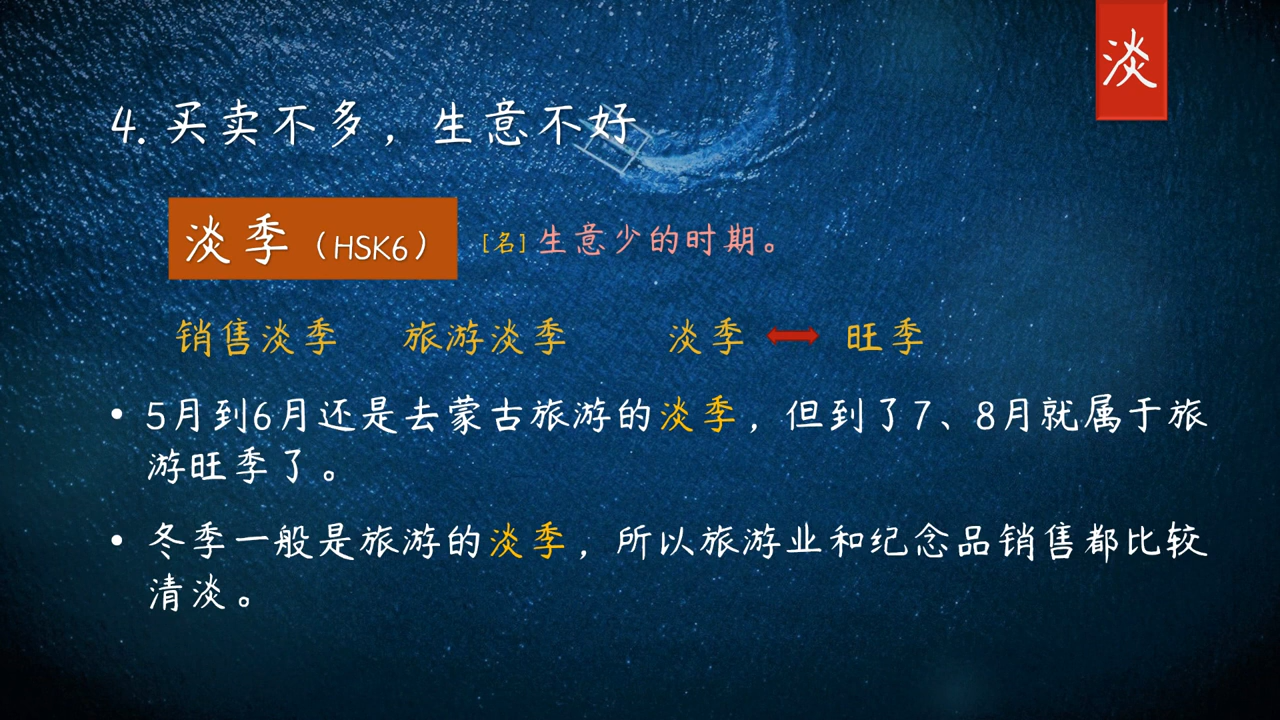 淡
4. 买卖不多，生意不好
淡季（HSK6） [名] 生意少的时期。
销售淡季 旅游淡季 淡季 旺季
• 5月到6月还是去蒙古旅游的淡季，但到了7、8月就属于旅
游旺季了。
• 冬季一般是旅游的淡季，所以旅游业和纪念品销售都比较
清淡。